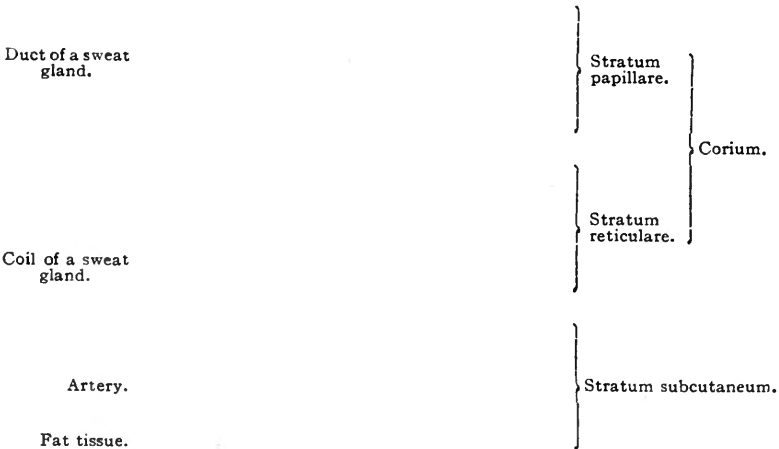 Duct of a sweat
gland.
Stratum
papillare.
Corium.
Stratum
reticulare.
Coil of a sweat
gland.
Artery.
Stratum subcutaneum.
Fat tissue.